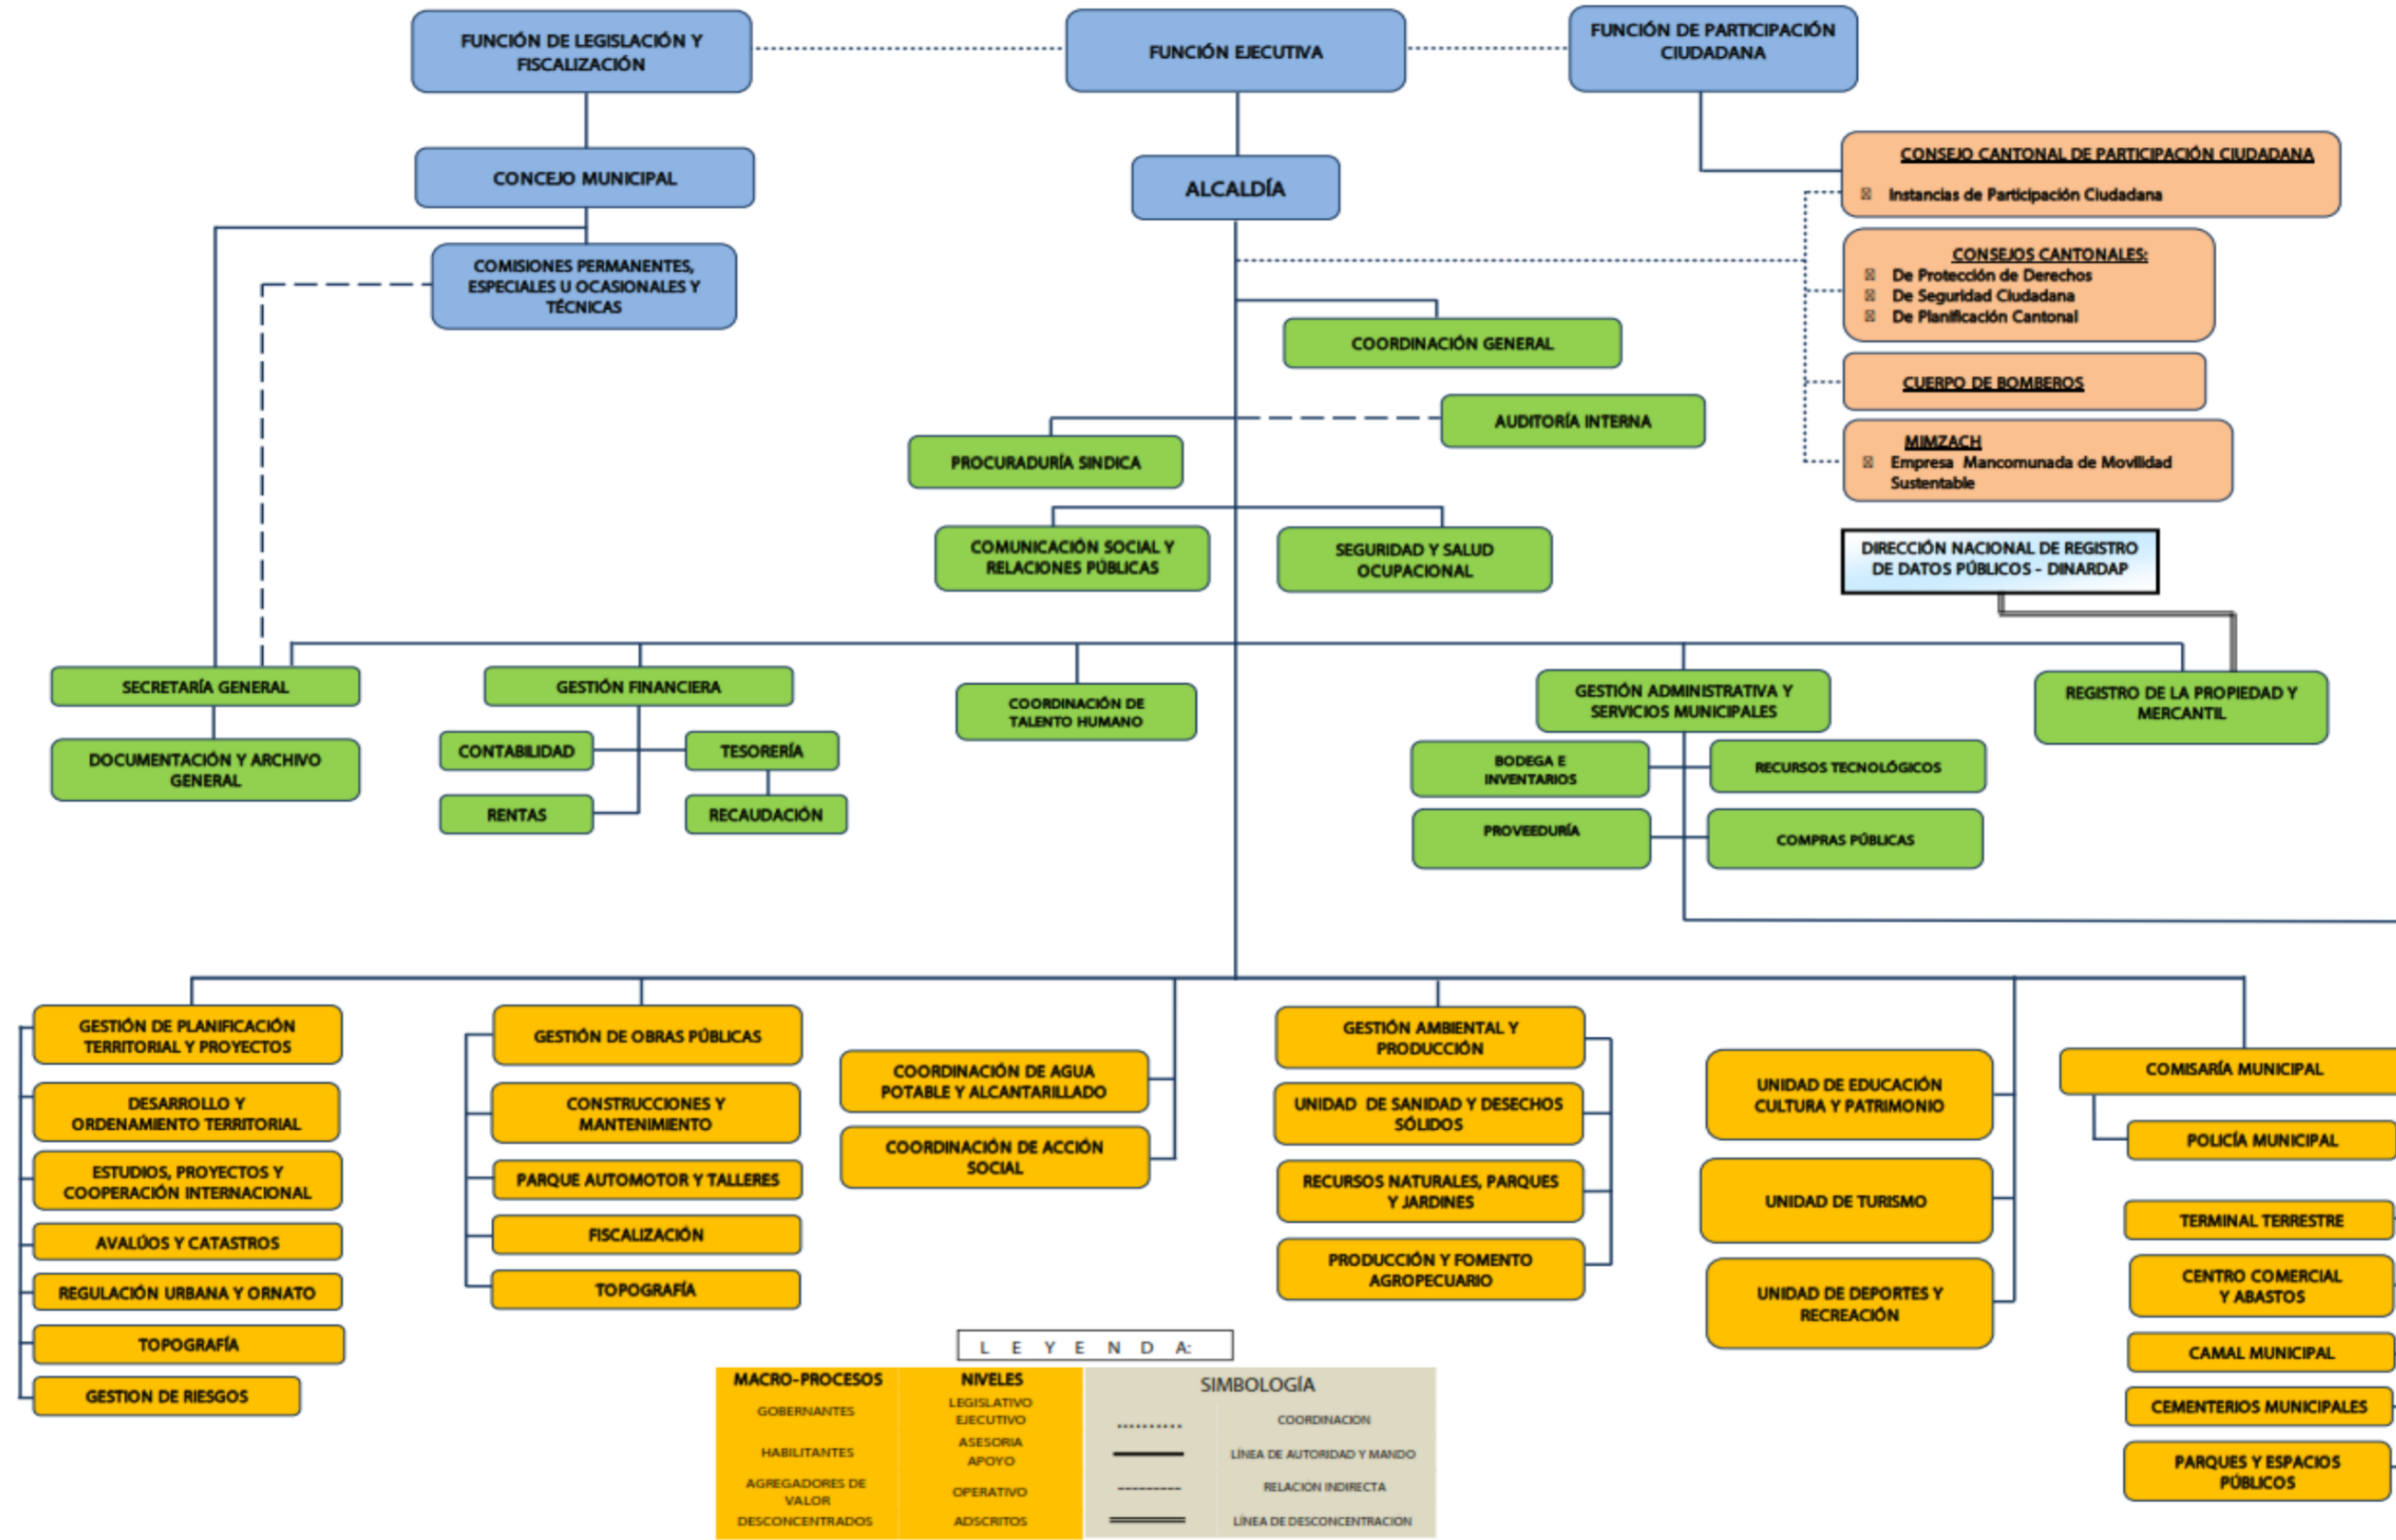 FUNCIÓN DE LEGISLACIÓN Y
FISCALIZACIÓN
FUNCIÓN EJECUTIVA
FUNCIÓN DE PARTICIPACIÓN
CIUDADANA
CONCEJO MUNICIPAL
ALCALDÍA
CONSEJO CANTONAL DE PARTICIPACIÓN CIUDADANA
Instancias de Participación Ciudadana
COMISIONES PERMANENTES,
ESPECIALES U OCASIONALES Y
TÉCNICAS
CONSEJOS CANTONALES:
De Protección de Derechos
De Seguridad Ciudadana
De Planificación Cantonal
COORDINACIÓN GENERAL
CUERPO DE BOMBEROS
AUDITORÍA INTERNA
PROCURADURÍA SINDICA
MIMZACH
Empresa Mancomunada de Movilidad
Sustentable
COMUNICACIÓN SOCIAL Y
RELACIONES PÚBLICAS
SEGURIDAD Y SALUD
OCUPACIONAL
DIRECCIÓN NACIONAL DE REGISTRO
DE DATOS PÚBLICOS - DINARDAP
SECRETARÍA GENERAL
DOCUMENTACIÓN Y ARCHIVO
GENERAL
GESTIÓN FINANCIERA
CONTABILIDAD
TESORERÍA
RENTAS
RECAUDACIÓN
COORDINACIÓN DE
TALENTO HUMANO
GESTIÓN ADMINISTRATIVA Y
SERVICIOS MUNICIPALES
BODEGA E
INVENTARIOS
RECURSOS TECNOLÓGICOS
PROVEEDURÍA
COMPRAS PÚBLICAS
REGISTRO DE LA PROPIEDAD Y
MERCANTIL
GESTIÓN DE PLANIFICACIÓN
TERRITORIAL Y PROYECTOS
DESARROLLO Y
ORDENAMIENTO TERRITORIAL
ESTUDIOS, PROYECTOS Y
COOPERACIÓN INTERNACIONAL
AVALÚOS Y CATASTROS
REGULACIÓN URBANA Y ORNATO
TOPOGRAFÍA
GESTION DE RIESGOS
GESTIÓN DE OBRAS PÚBLICAS
CONSTRUCCIONES Y
MANTENIMIENTO
PARQUE AUTOMOTOR Y TALLERES
FISCALIZACIÓN
TOPOGRAFÍA
COORDINACIÓN DE AGUA
POTABLE Y ALCANTARILLADO
COORDINACIÓN DE ACCIÓN
SOCIAL
GESTIÓN AMBIENTAL Y
PRODUCCIÓN
UNIDAD DE SANIDAD Y DESECHOS
SÓLIDOS
RECURSOS NATURALES, PARQUES
Y JARDINES
PRODUCCIÓN Y FOMENTO
AGROPECUARIO
UNIDAD DE EDUCACIÓN
CULTURA Y PATRIMONIO
UNIDAD DE TURISMO
UNIDAD DE DEPORTES Y
RECREACIÓN
COMISARÍA MUNICIPAL
POLICÍA MUNICIPAL
TERMINAL TERRESTRE
CENTRO COMERCIAL
Y ABASTOS
CAMAL MUNICIPAL
CEMENTERIOS MUNICIPALES
PARQUES Y ESPACIOS
PÚBLICOS
L E Y E N D A:
MACRO-PROCESOS
NIVELES
SIMBOLOGÍA
GOBERNANTES
LEGISLATIVO
EJECUTIVO
COORDINACION
HABILITANTES
ASESORIA
APOYO
LÍNEA DE AUTORIDAD Y MANDO
AGREGADORES DE
VALOR
OPERATIVO
RELACION INDIRECTA
DESCONCENTRADOS
ADSCRITOS
LÍNEA DE DESCONCENTRACION